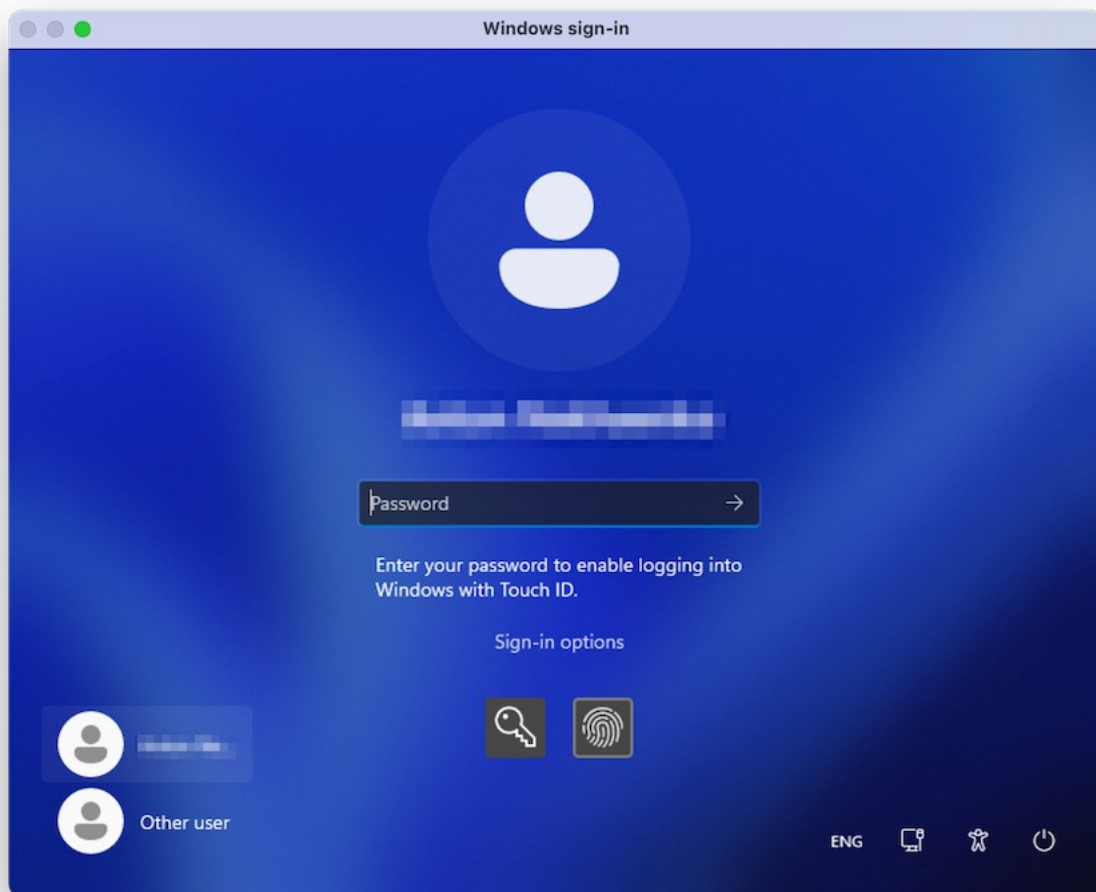 Windows sign-in
Password
Enter your password to enable logging into
Windows with Touch ID.
Sign-in options
Other user
ENG